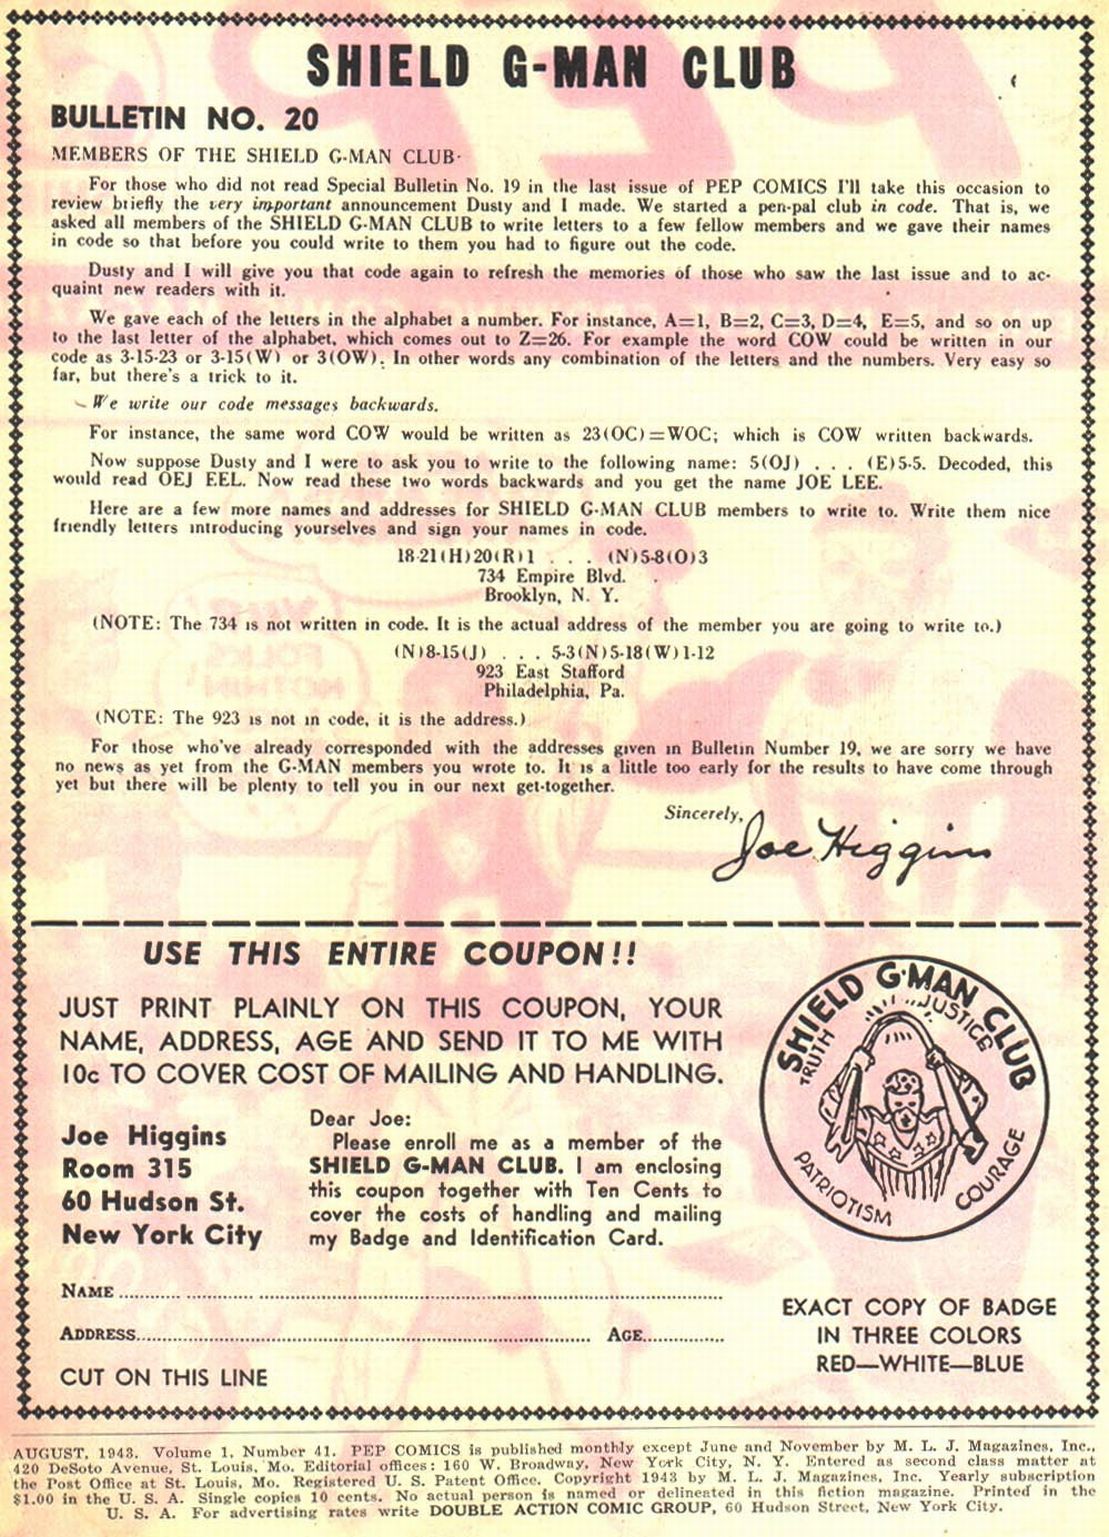 SHIELD G-MAN CLUB
BULLETIN NO. 20
MEMBERS OF THE SHIELD G-MAN CLUB·
For those who did not read Special Bulletin No. 19 in the last issue of PEP COMICS I'll take this occasion to
review briefly the very important announcement Dusty and I made. We started a pen-pal club in code. That is, we
asked all members of the SHIELD G-MAN CLUB to write letters to a few fellow members and we gave their names
in code so that before you could write to them you had to figure out the code.
Dusty and I will give you that code again to refresh the memories of those who saw the last issue and to ac-
quaint new readers with it.
We gave each of the letters in the alphabet a number. For instance, A=1, B=2, C=3, D=4, E=5, and so on up
to the last letter of the alphabet, which comes out to Z=26. For example the word COW could be written in our
code as 3-15-23 or 3-15(W) or 3(OW). In other words any combination of the letters and the numbers. Very easy so
far, but there's a trick to it.
We write our code messages backwards.
For instance, the same word COW would be written as 23(OC)=WOC; which is COW written backwards.
Now suppose Dusty and I were to ask you to write to the following name: 5(OJ) . . . (E)5-5. Decoded, this
would read OEJ EEL. Now read these two words backwards and you get the name JOE LEE.
Here are a few more names and addresses for SHIELD G-MAN CLUB members to write to. Write them nice
friendly letters introducing yourselves and sign your names in code.
18-21(H)20(R)1 . . . (N)5-8(O)3
734 Empire Blvd.
Brooklyn, N. Y.
(NOTE: The 734 is not written in code. It is the actual address of the member you are going to write to.)
(N)8-15(J) . . . 5-3(N)5-18(W)1-12
923 East Stafford
Philadelphia, Pa.
(NOTE: The 923 is not in code, it is the address.)
For those who've already corresponded with the addresses given in Bulletin Number 19, we are sorry we have
no news as yet from the G-MAN members you wrote to. It is a little too early for the results to have come through
yet but there will be plenty to tell you in our next get-together.
Sincerely,
Joe Higgins
USE THIS ENTIRE COUPON!!
JUST PRINT PLAINLY ON THIS COUPON, YOUR
NAME, ADDRESS, AGE AND SEND IT TO ME WITH
10c TO COVER COST OF MAILING AND HANDLING.
Joe Higgins
Room 315
60 Hudson St.
New York City
Dear Joe:
Please enroll me as a member of the
SHIELD G-MAN CLUB. I am enclosing
this coupon together with Ten Cents to
cover the costs of handling and mailing
my Badge and Identification Card.
NAME
ADDRESS AGE
CUT ON THIS LINE
SHIELD G-MAN CLUB
TRUTH
JUSTICE
PATRIOTISM
COURAGE
EXACT COPY OF BADGE
IN THREE COLORS
RED—WHITE—BLUE
AUGUST, 1943. Volume 1, Number 41. PEP COMICS is published monthly except June and November by M. L. J. Magazines, Inc.,
420 DeSoto Avenue, St. Louis, Mo. Editorial offices: 160 W. Broadway, New York City, N. Y. Entered as second class matter at
the Post Office at St. Louis, Mo. Registered U. S. Patent Office. Copyright 1943 by M. L. J. Magazines, Inc. Yearly subscription
$1.00 in the U. S. A. Single copies 10 cents. No actual person is named or delineated in this fiction magazine. Printed in the
U. S. A. For advertising rates write DOUBLE ACTION COMIC GROUP, 60 Hudson Street, New York City.